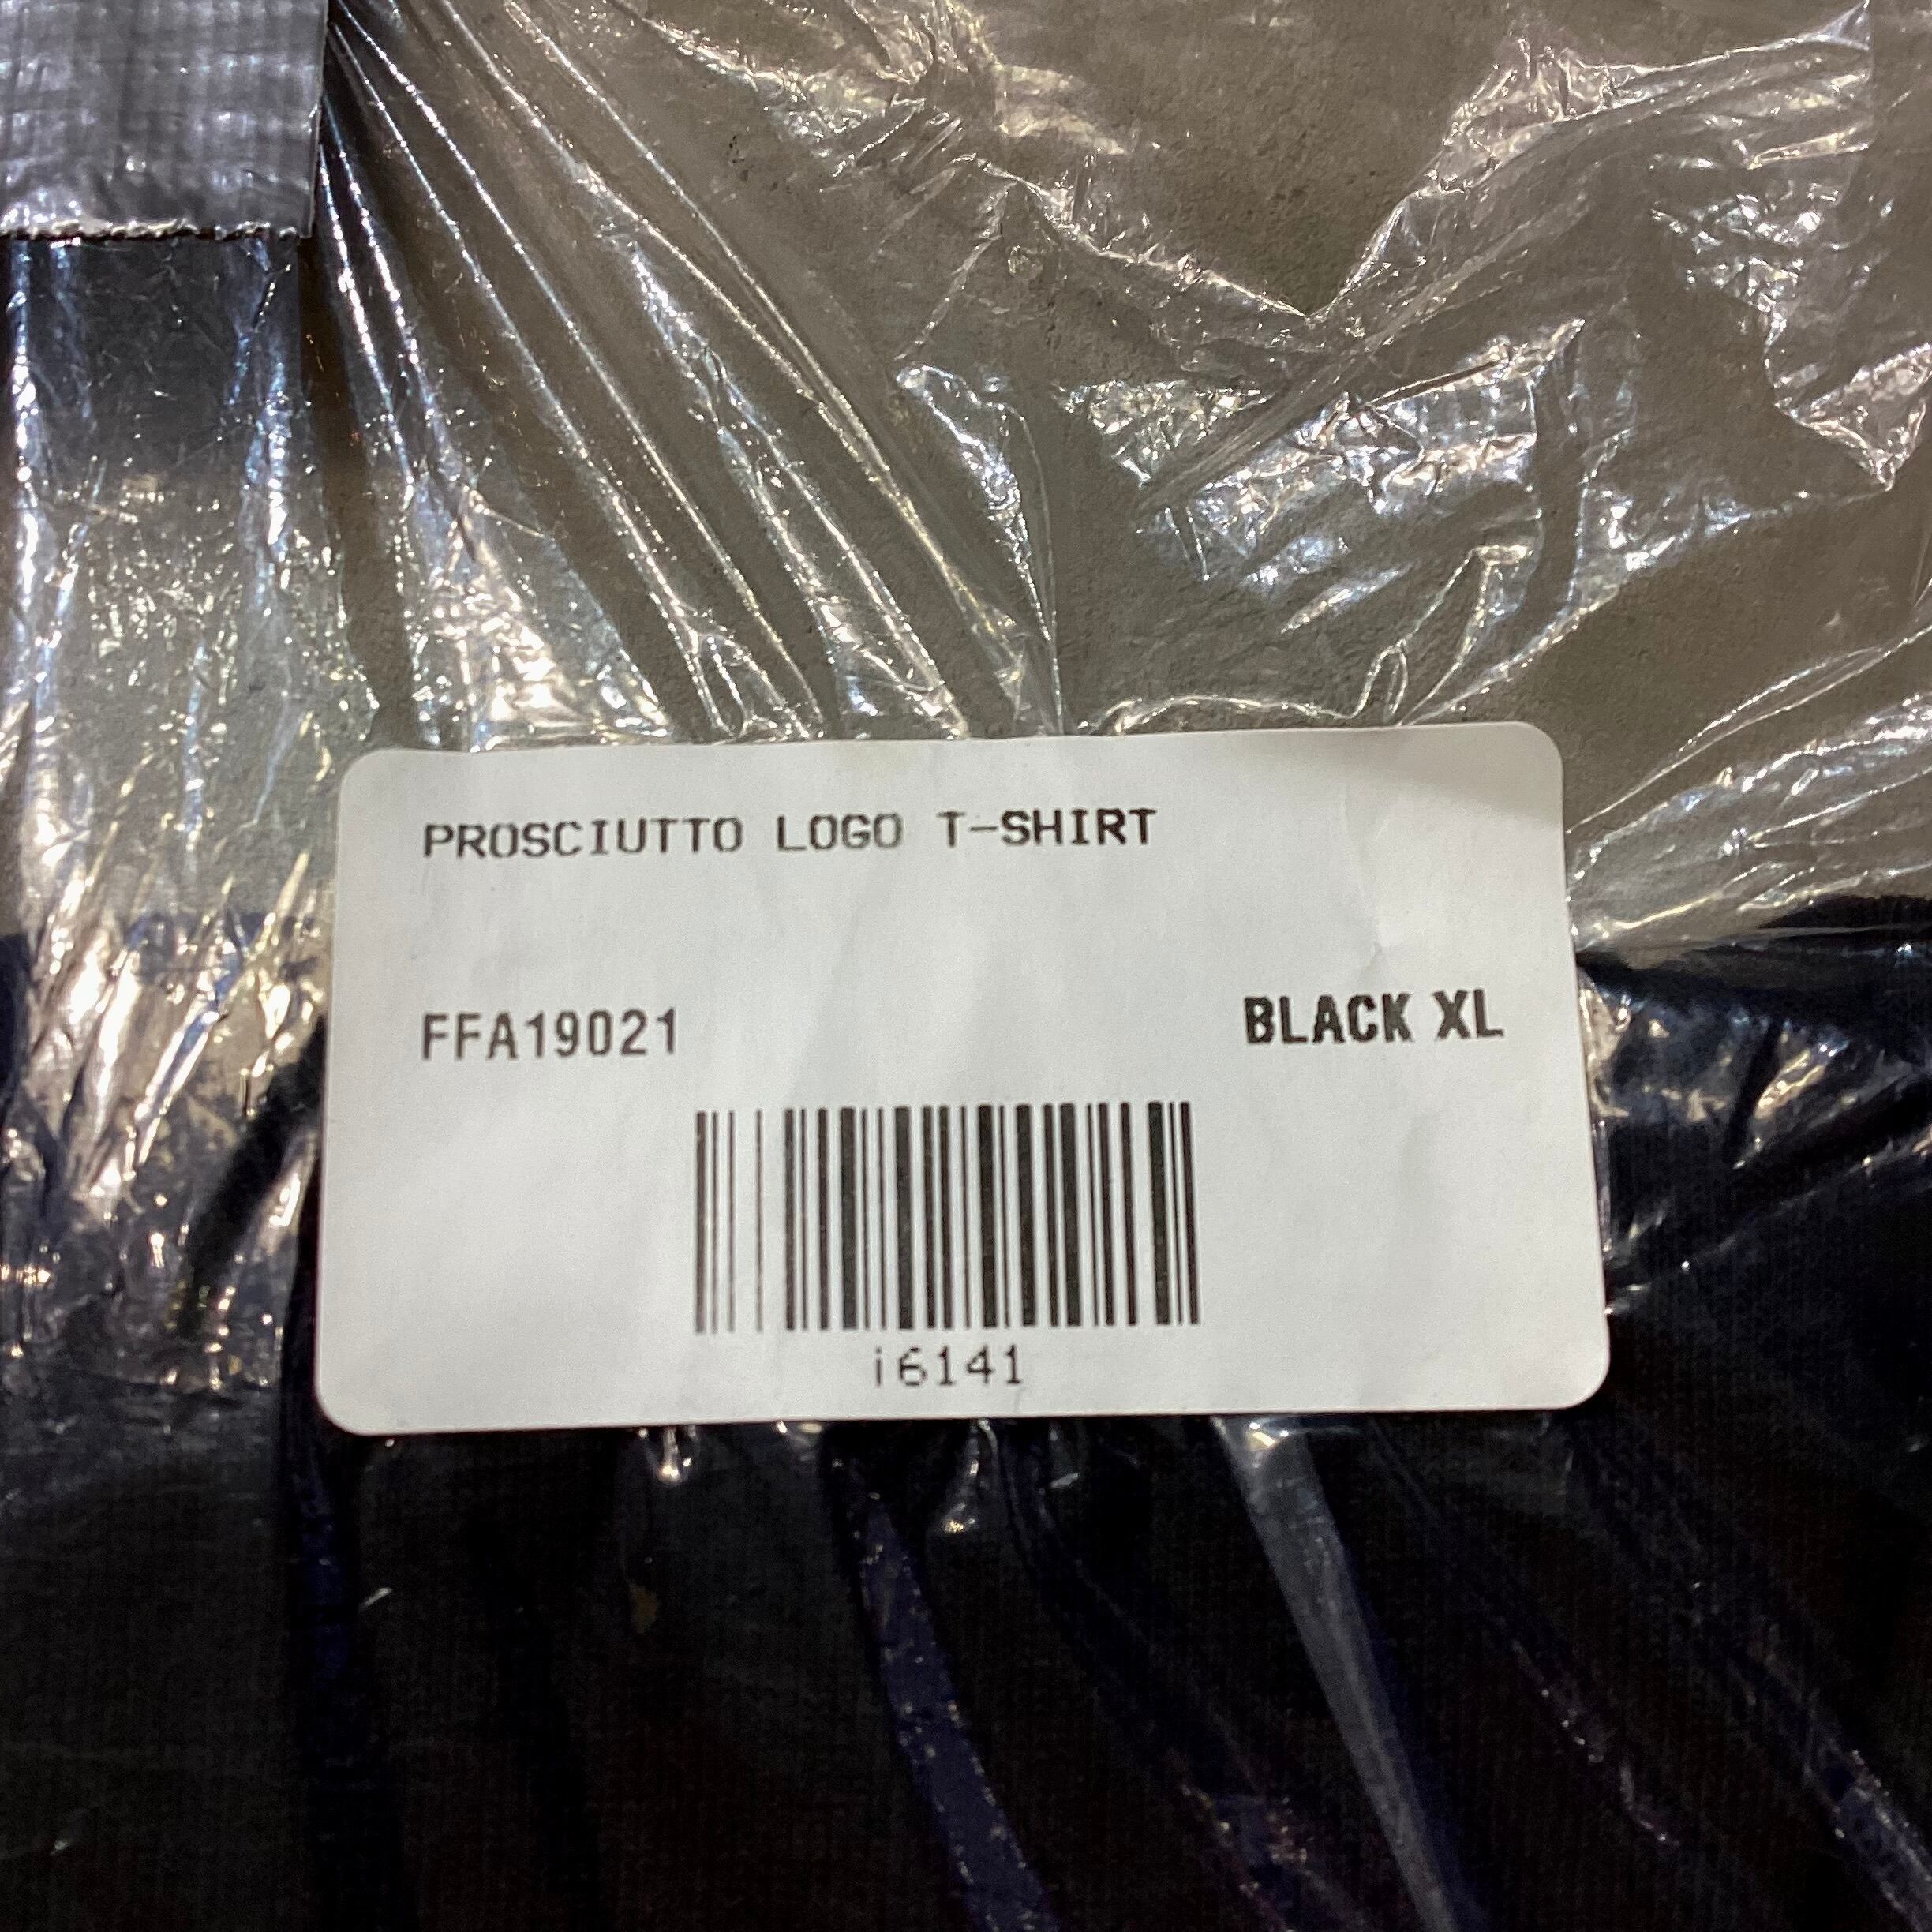 PROSCIUTTO LOGO T-SHIRT
FFA19021 BLACK XL
i6141